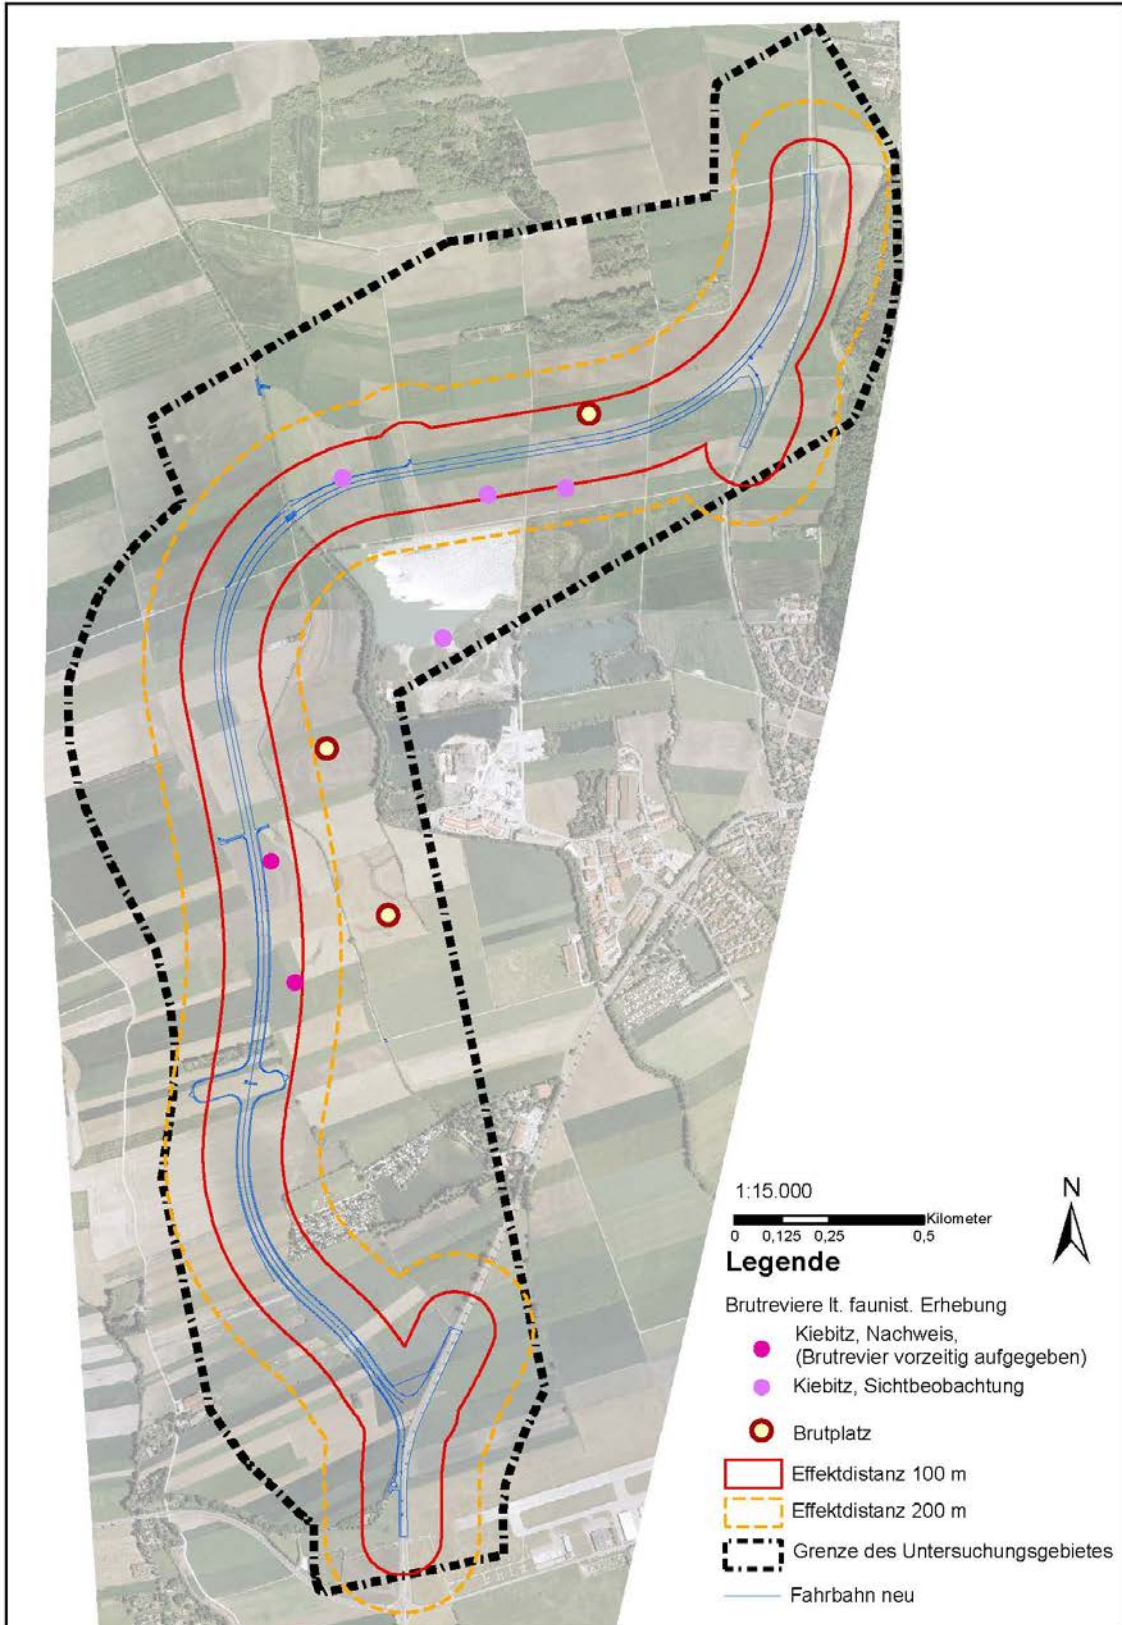 1:15.000
N
Kilometer
0 0,125 0,25 0,5
Legende
Brutreviere lt. faunist. Erhebung
Kiebitz, Nachweis,
(Brutrevier vorzeitig aufgegeben)
Kiebitz, Sichtbeobachtung
Brutplatz
Effektdistanz 100 m
Effektdistanz 200 m
Grenze des Untersuchungsgebietes
Fahrbahn neu